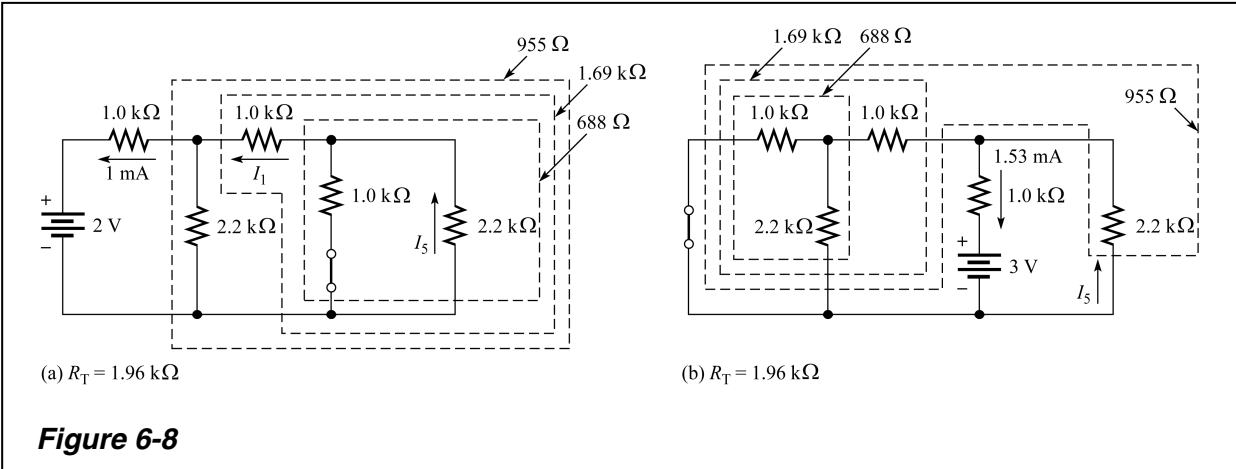 955 Ω
1.69 kΩ
688 Ω
1.0 kΩ
1.0 kΩ
1 mA
I1
1.0 kΩ
+
2 V
–
2.2 kΩ
I5
2.2 kΩ
(a) RT = 1.96 kΩ
1.69 kΩ
688 Ω
955 Ω
1.0 kΩ
1.0 kΩ
1.53 mA
1.0 kΩ
2.2 kΩ
2.2 kΩ
+
3 V
–
I5
(b) RT = 1.96 kΩ
Figure 6-8